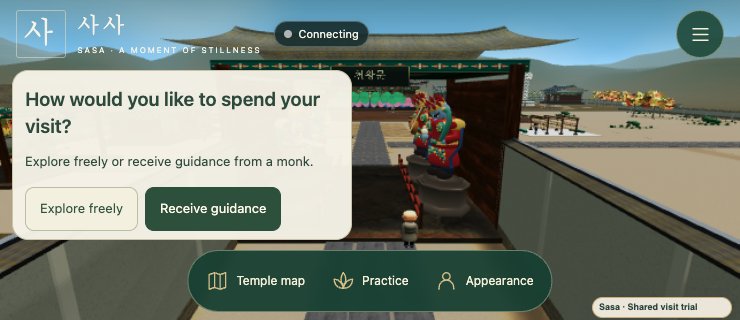 사
사사
SASA · A MOMENT OF STILLNESS
Connecting
How would you like to spend your
visit?
Explore freely or receive guidance from a monk.
Explore freely
Receive guidance
Temple map
Practice
Appearance
Sasa · Shared visit trial